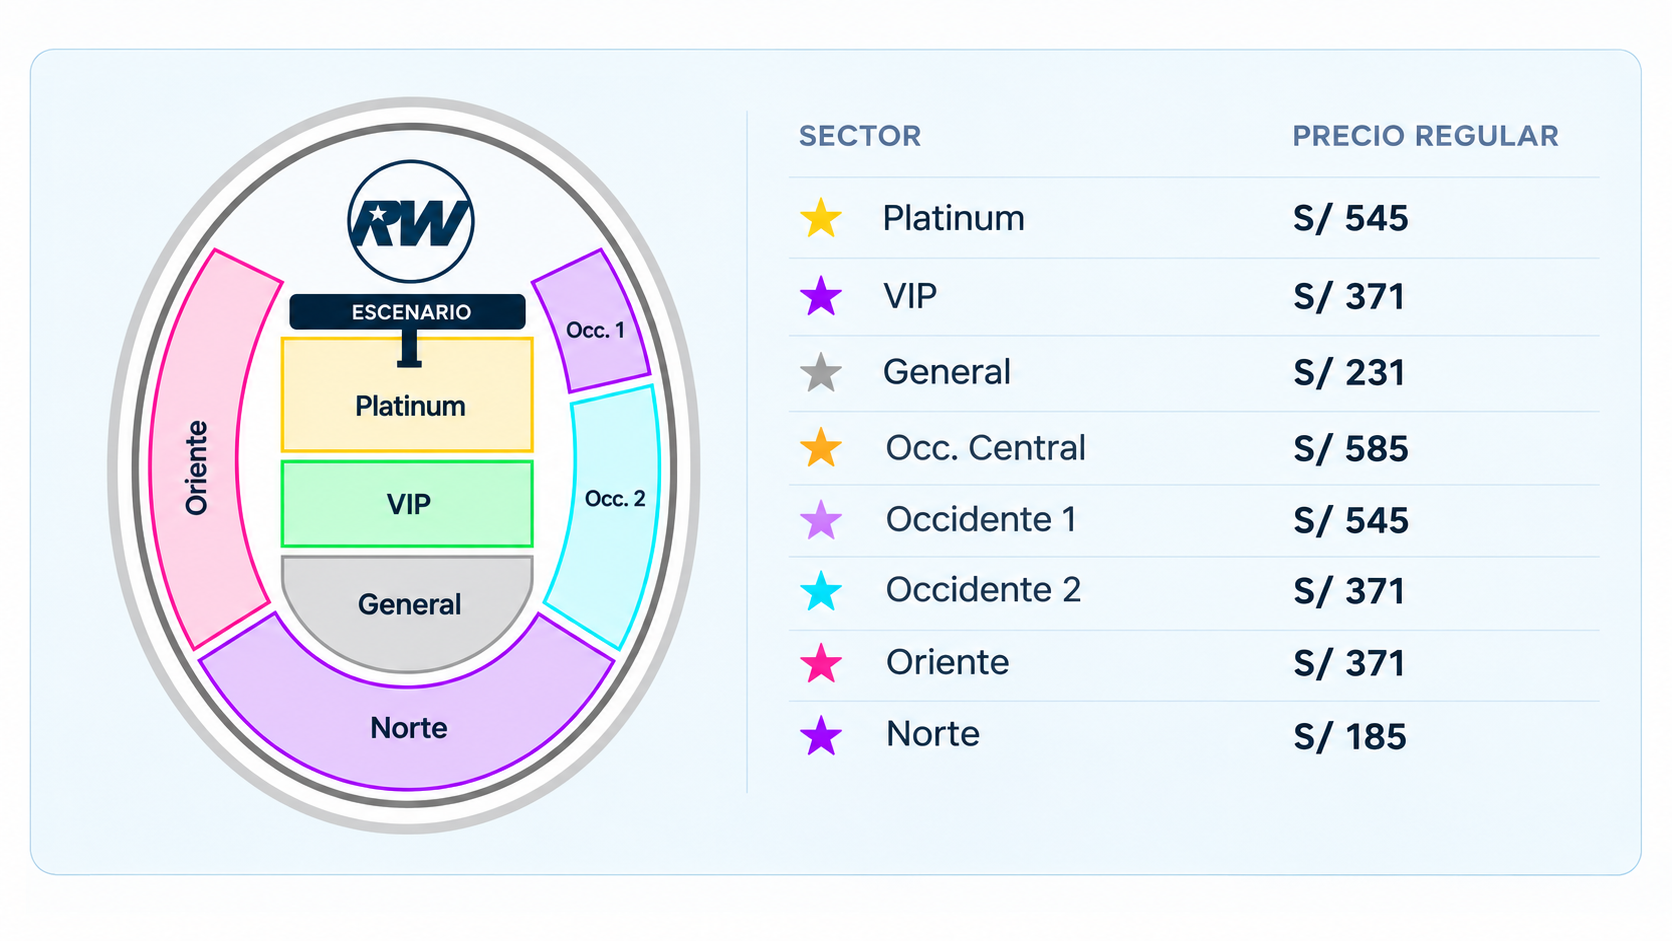 RW
ESCENARIO
Occ. 1
Platinum
Oriente
Occ. 2
VIP
General
Norte
SECTOR PRECIO REGULAR
Platinum S/ 545
VIP S/ 371
General S/ 231
Occ. Central S/ 585
Occidente 1 S/ 545
Occidente 2 S/ 371
Oriente S/ 371
Norte S/ 185